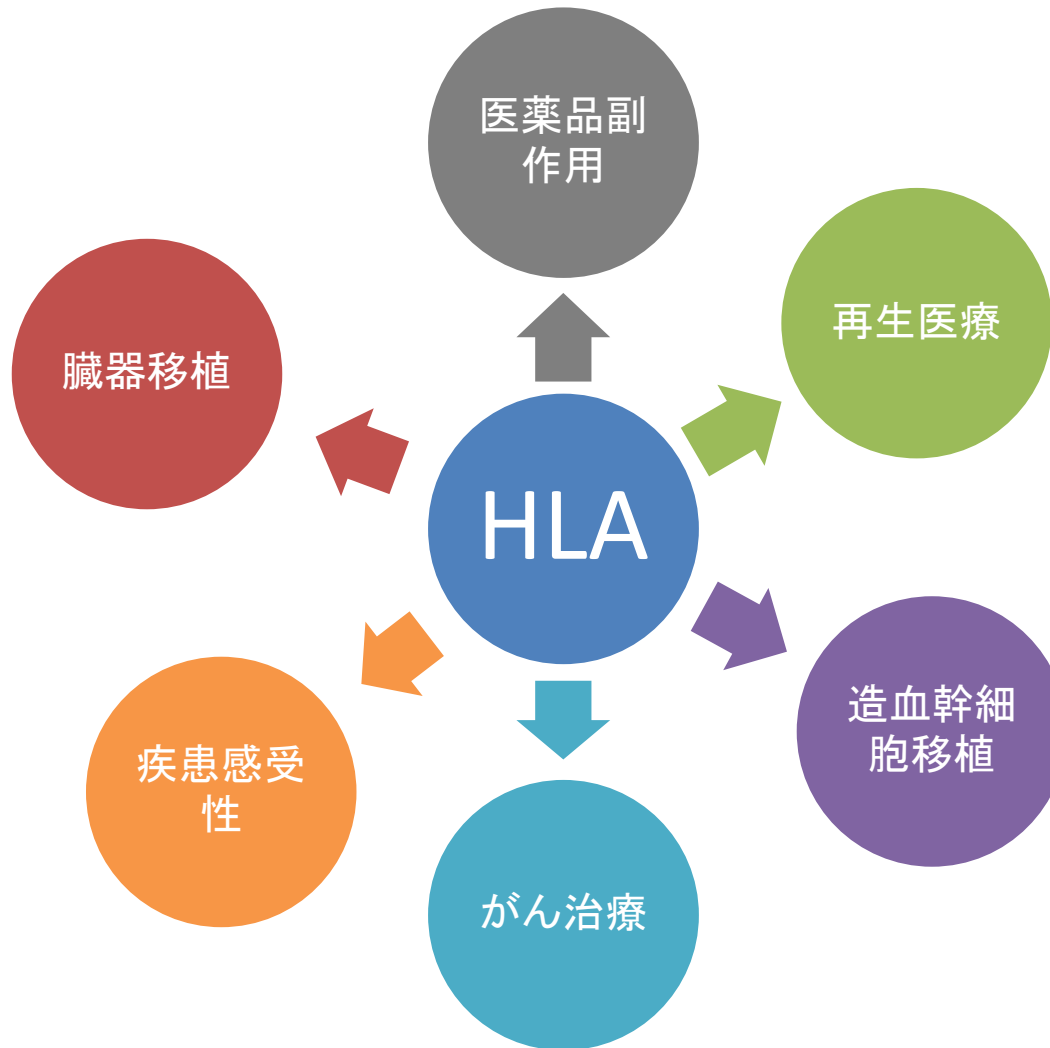 医薬品副
作用
再生医療
臓器移植
HLA
造血幹細
胞移植
疾患感受
性
がん治療